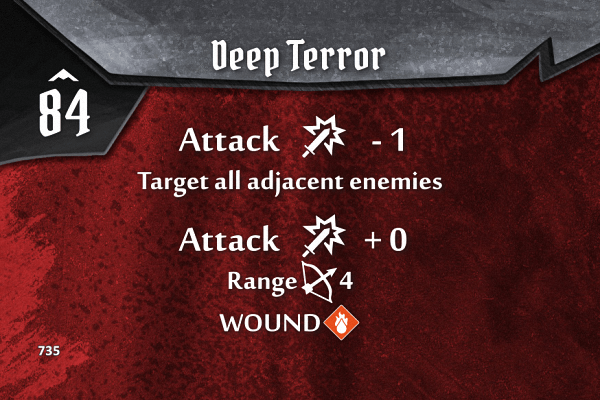 Deep Terror
84
Attack - 1
Target all adjacent enemies
Attack + 0
Range 4
WOUND
735